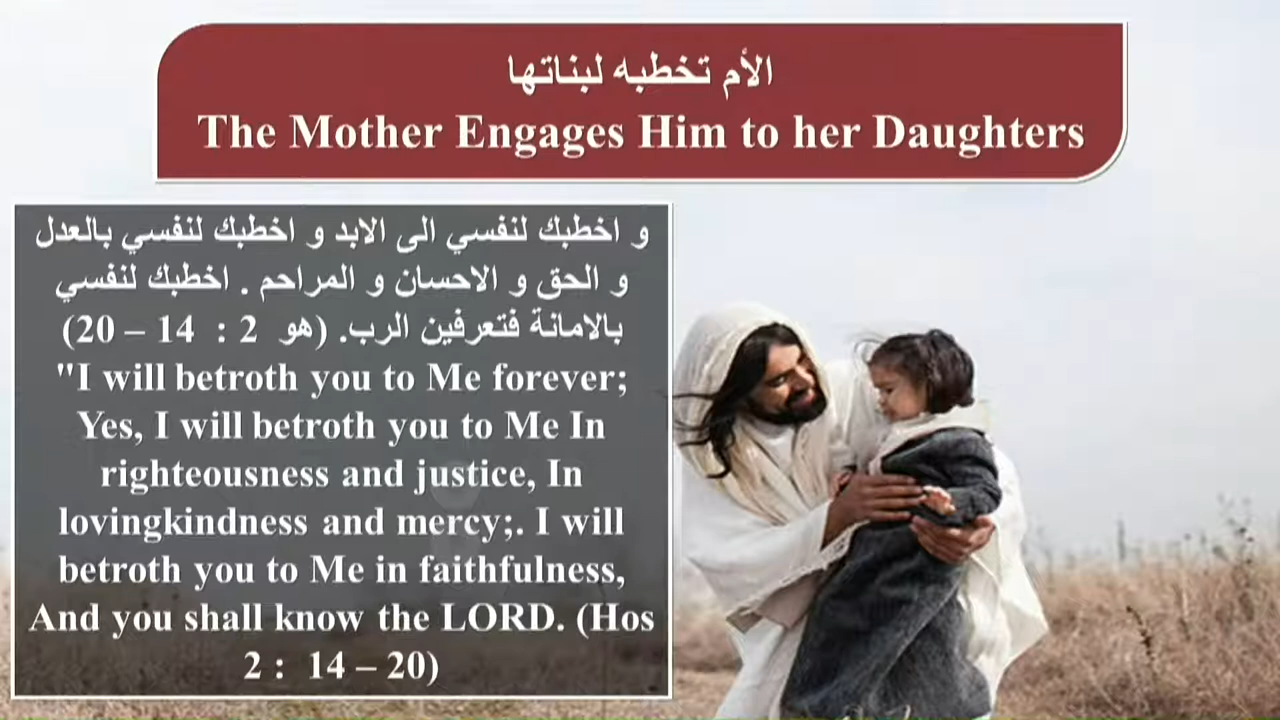 الأم تخطبه لبناتها
The Mother Engages Him to her Daughters
و اخطبك لنفسي الى الابد و اخطبك لنفسي بالعدل
و الحق و الاحسان و المراحم . اخطبك لنفسي
بالامانة فتعرفين الرب. (هو 2 : 14 – 20)
"I will betroth you to Me forever;
Yes, I will betroth you to Me In
righteousness and justice, In
lovingkindness and mercy;. I will
betroth you to Me in faithfulness,
And you shall know the LORD. (Hos
2 : 14 – 20)